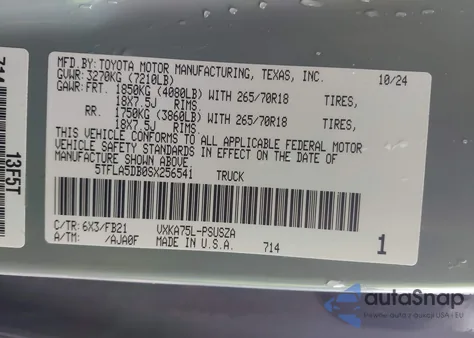 MFD.BY: TOYOTA MOTOR MANUFACTURING, TEXAS, INC. 10/24
GVWR: 3270KG (7210LB)
GAWR: FRT. 1850KG (4080LB) WITH 265/70R18 TIRES,
18X7.5J RIMS.
RR. 1750KG (3860LB) WITH 265/70R18 TIRES,
18X7.5J RIMS.
THIS VEHICLE CONFORMS TO ALL APPLICABLE FEDERAL MOTOR
VEHICLE SAFETY STANDARDS IN EFFECT ON THE DATE OF
MANUFACTURE SHOWN ABOVE.
5TFLA5DB0SX256541 TRUCK
C/TR: 6X3/FB21 VXKA75L-PSUSZA
A/TM: /AJA0F MADE IN U.S.A. 714 1
714 13F5T
autoSnap